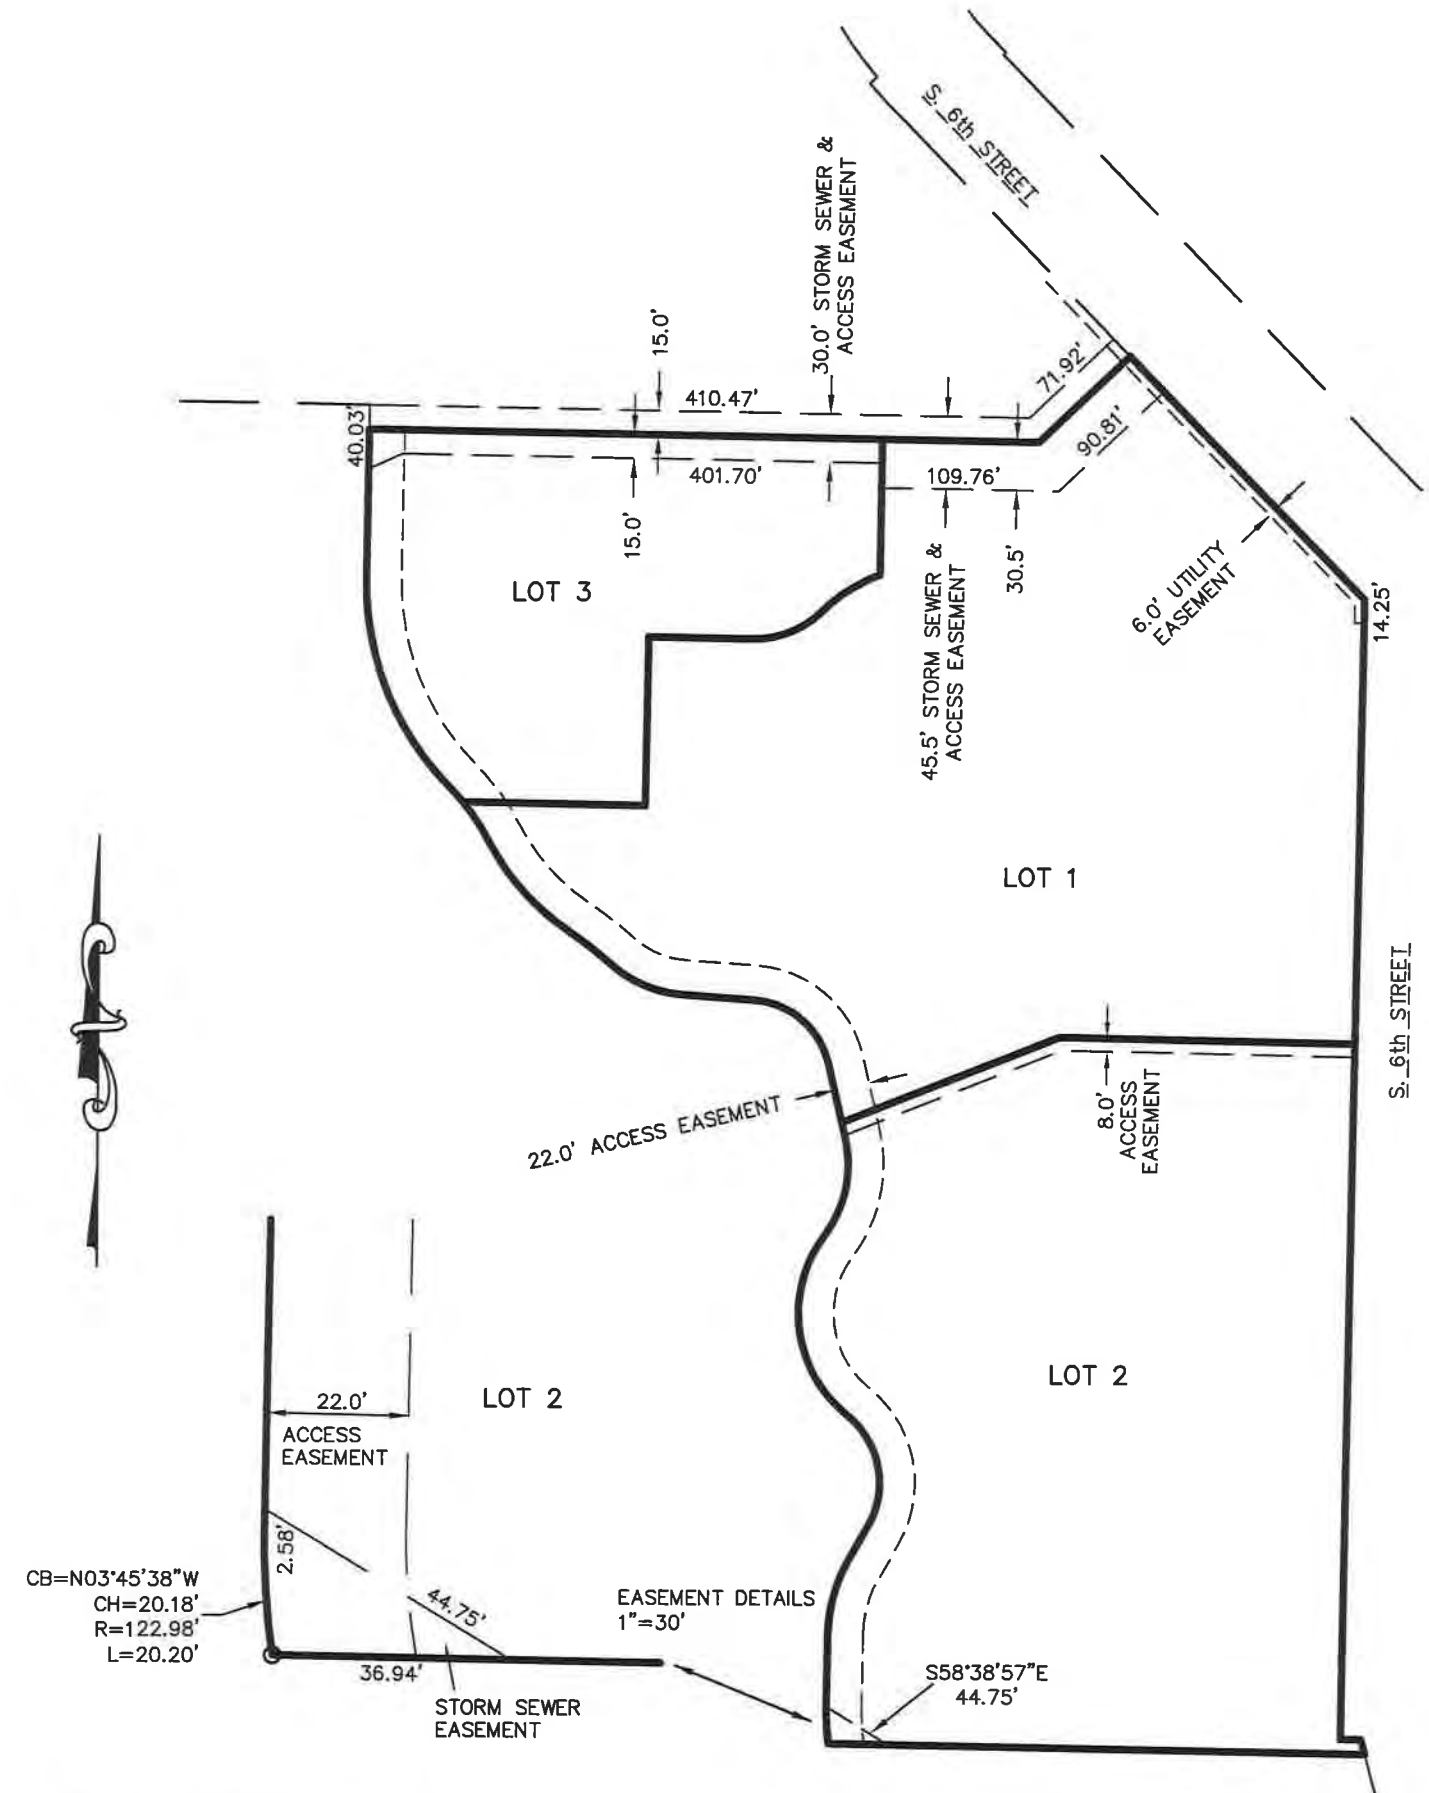 S. 6th STREET
30.0' STORM SEWER &
ACCESS EASEMENT
15.0'
410.47'
71.92'
40.03'
90.81'
401.70'
109.76'
15.0'
30.5'
45.5' STORM SEWER &
ACCESS EASEMENT
6.0' UTILITY
EASEMENT
14.25'
LOT 3
LOT 1
S. 6th STREET
8.0'
ACCESS
EASEMENT
22.0' ACCESS EASEMENT
LOT 2
LOT 2
22.0'
ACCESS
EASEMENT
2.58'
CB=N03°45'38"W
CH=20.18'
R=122.98'
L=20.20'
44.75'
EASEMENT DETAILS
1"=30'
36.94'
STORM SEWER
EASEMENT
S58°38'57"E
44.75'